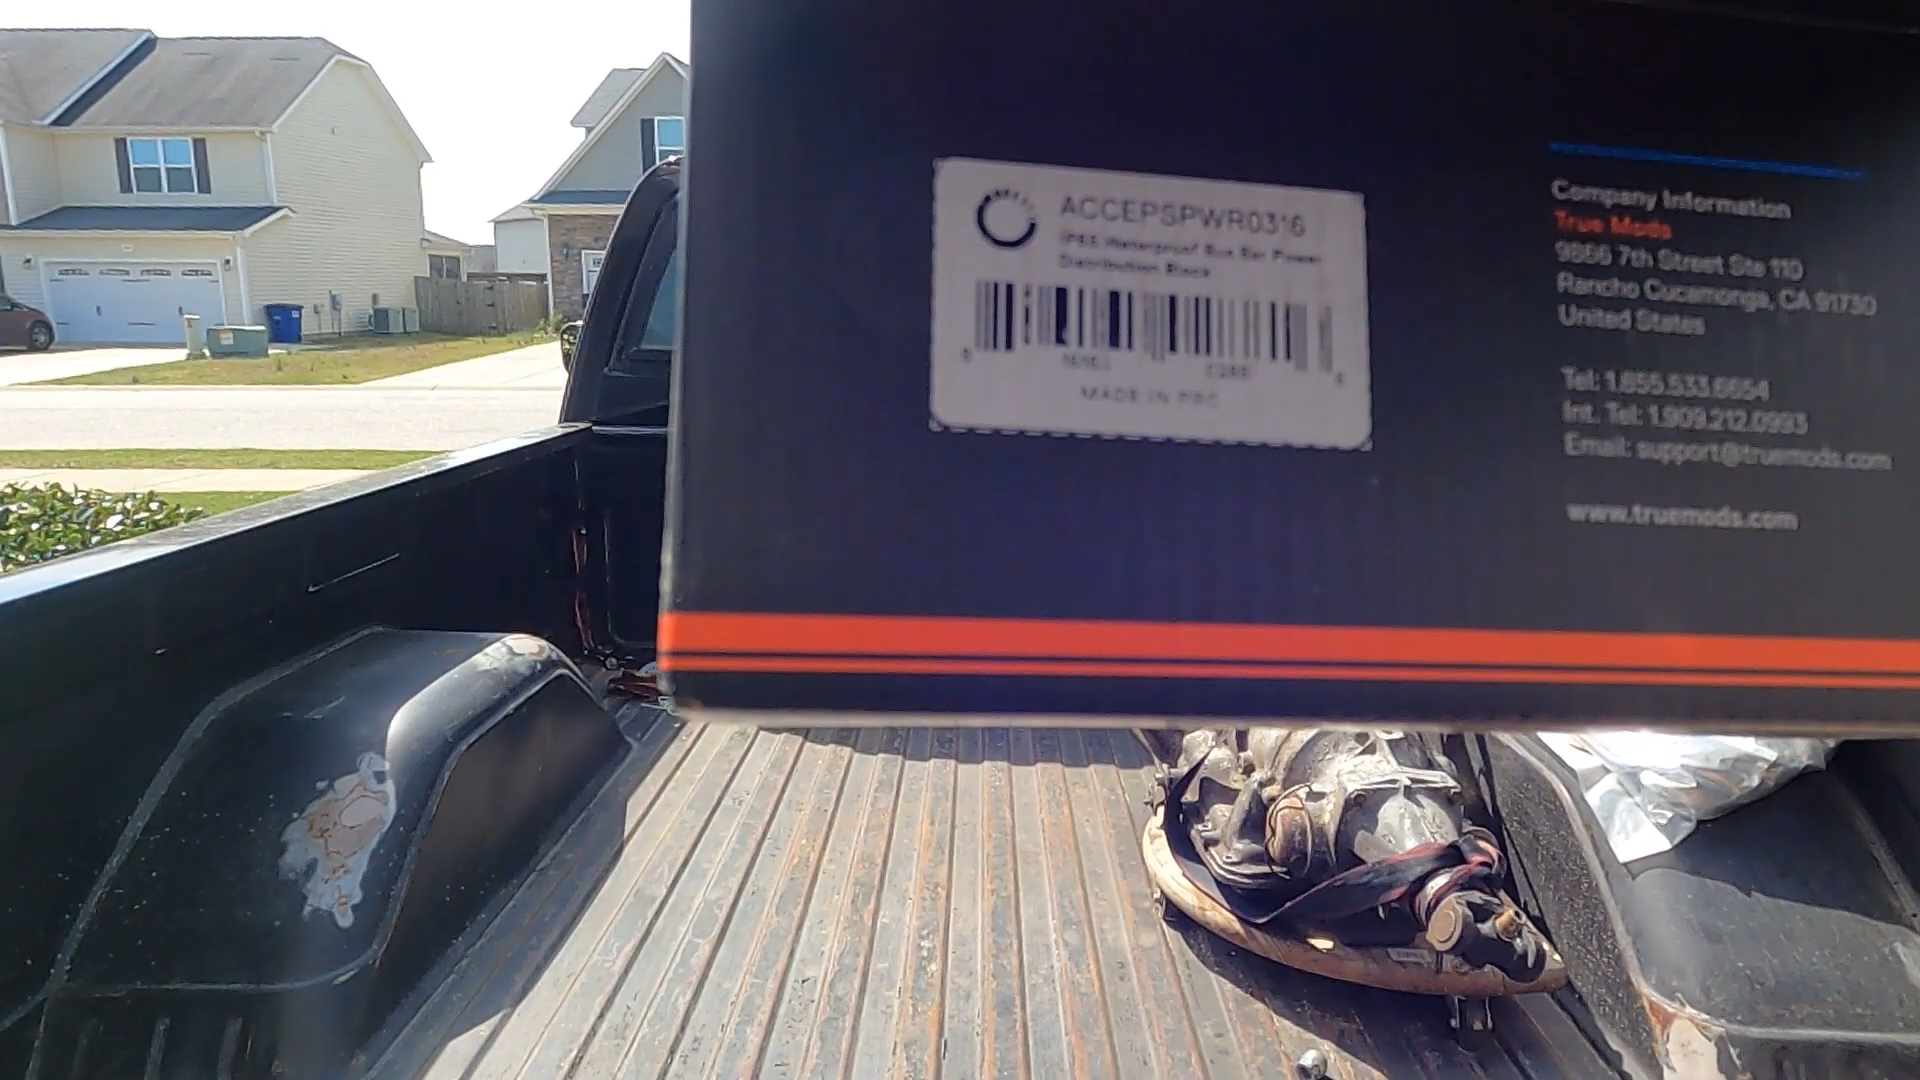 ACCEPSPWR0316
IP65 Waterproof Bus Bar Power
Distribution Block
MADE IN PRC
Company Information
True Mods
9866 7th Street Ste 110
Rancho Cucamonga, CA 91730
United States
Tel: 1.855.533.6654
Int. Tel: 1.909.212.0993
Email: support@truemods.com
www.truemods.com